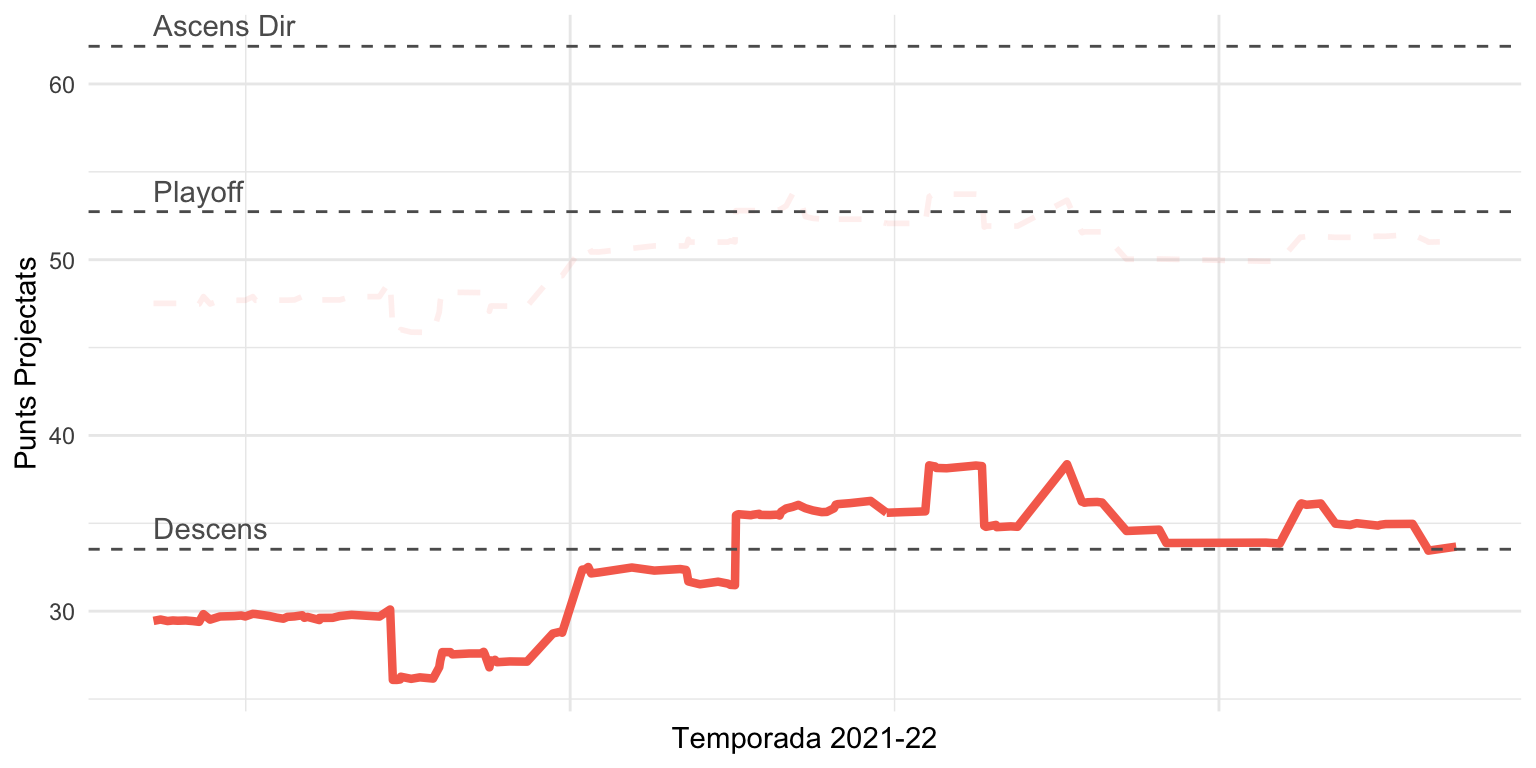 Ascens Dir
60
Playoff
50
Punts Projectats
40
Descens
30
Temporada 2021-22